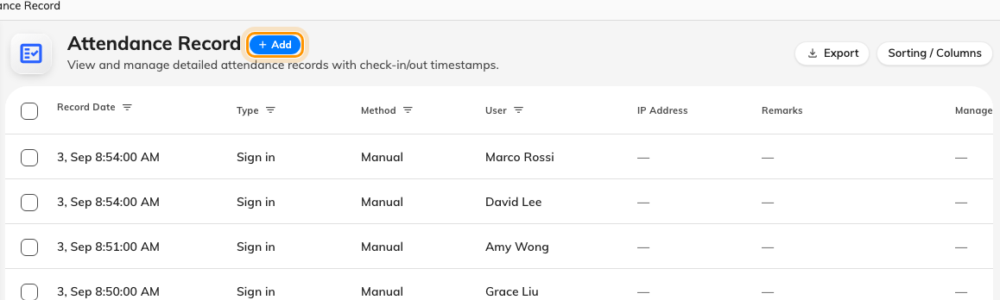 ance Record
Attendance Record + Add
View and manage detailed attendance records with check-in/out timestamps.
Export Sorting / Columns
Record Date Type Method User IP Address Remarks Manage
3, Sep 8:54:00 AM Sign in Manual Marco Rossi — — —
3, Sep 8:54:00 AM Sign in Manual David Lee — — —
3, Sep 8:51:00 AM Sign in Manual Amy Wong — — —
3, Sep 8:50:00 AM Sign in Manual Grace Liu — — —